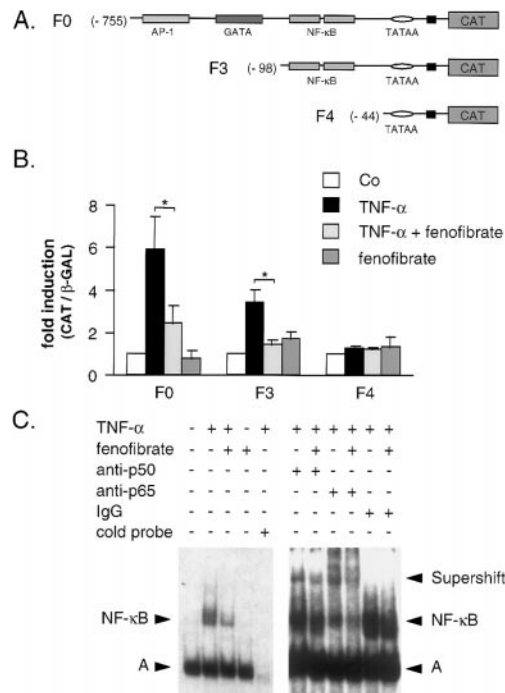 A.
F0 (- 755) CAT
AP-1 GATA NF-κB TATAA
F3 (- 98) CAT
NF-κB TATAA
F4 (- 44) CAT
TATAA
B.
fold induction
(CAT / β-GAL)
8
6
4
2
0
F0 F3 F4
Co
TNF-α
TNF-α + fenofibrate
fenofibrate
*
*
C.
TNF-α - + + - + + + + + + +
fenofibrate - - + + - - + - + - +
anti-p50 - - - - - + + - - - -
anti-p65 - - - - - - - + + - -
IgG - - - - - - - - - + +
cold probe - - - - + - - - - - -
Supershift
NF-κB NF-κB
A A